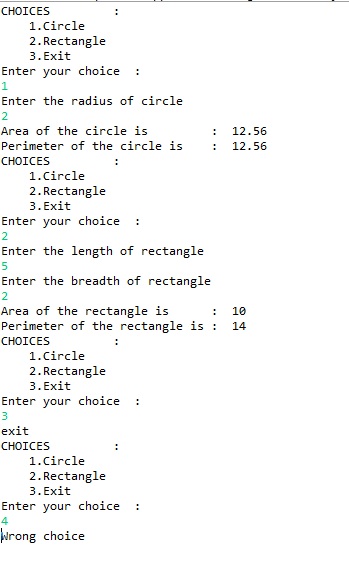 CHOICES         :
    1.Circle
    2.Rectangle
    3.Exit
Enter your choice  :
1
Enter the radius of circle
2
Area of the circle is         :  12.56
Perimeter of the circle is    :  12.56
CHOICES         :
    1.Circle
    2.Rectangle
    3.Exit
Enter your choice  :
2
Enter the length of rectangle
5
Enter the breadth of rectangle
2
Area of the rectangle is      :  10
Perimeter of the rectangle is :  14
CHOICES         :
    1.Circle
    2.Rectangle
    3.Exit
Enter your choice  :
3
exit
CHOICES         :
    1.Circle
    2.Rectangle
    3.Exit
Enter your choice  :
4
Wrong choice